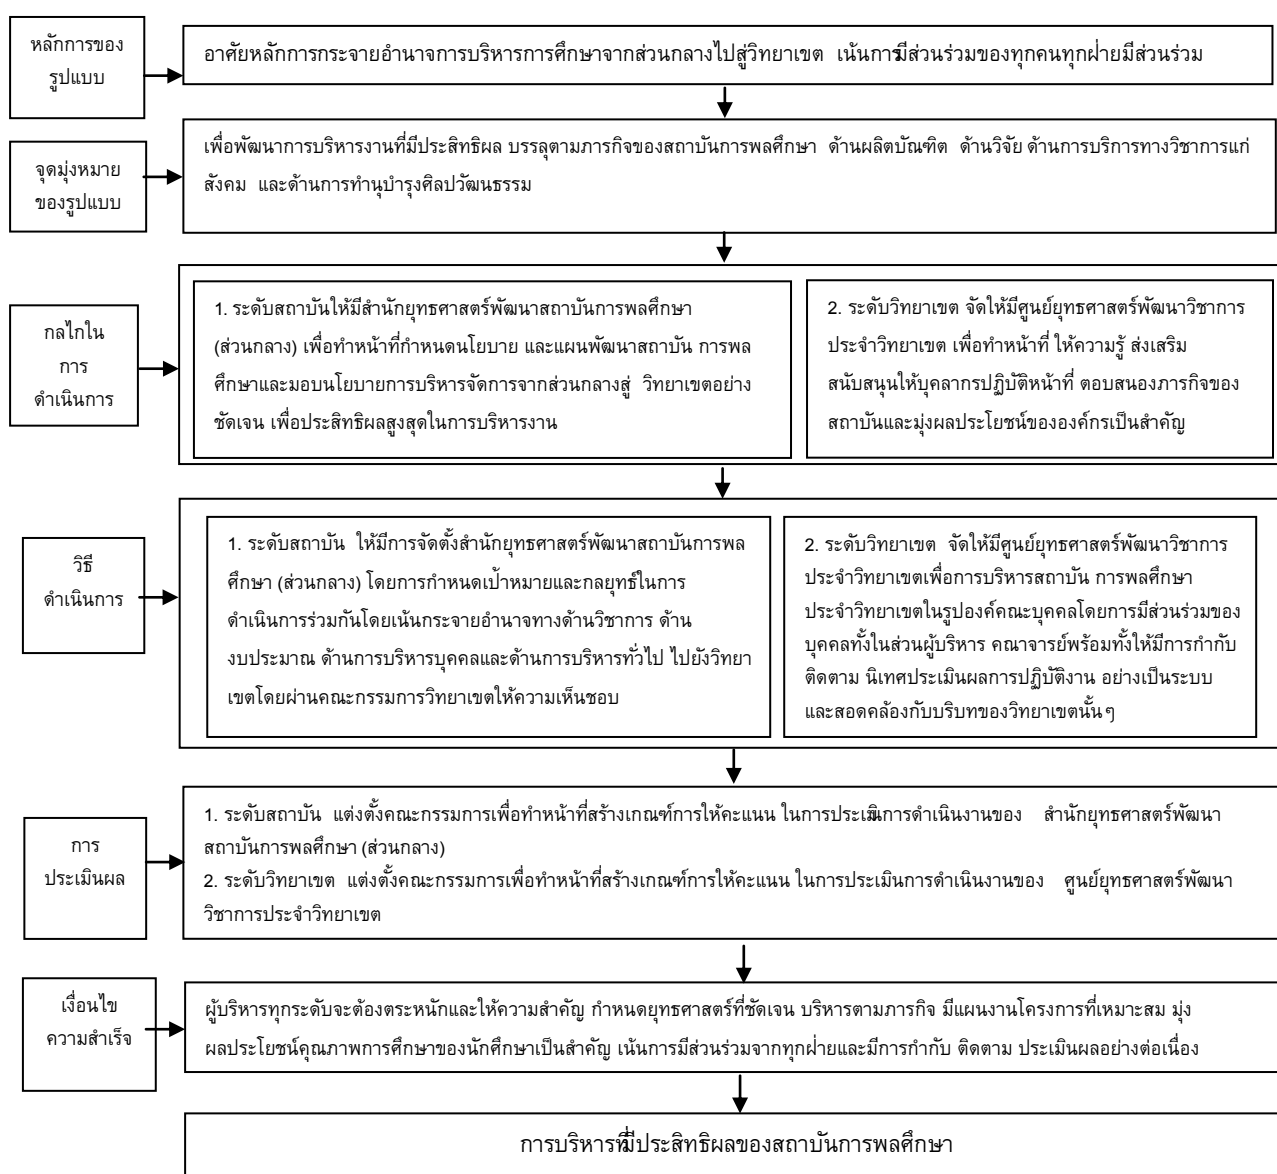 หลักการของ
รูปแบบ
อาศัยหลักการกระจายอำนาจการบริหารการศึกษาจากส่วนกลางไปสู่วิทยาเขต เน้นการมีส่วนร่วมของทุกคนทุกฝ่ายมีส่วนร่วม
จุดมุ่งหมาย
ของรูปแบบ
เพื่อพัฒนาการบริหารงานที่มีประสิทธิผล บรรลุตามภารกิจของสถาบันการพลศึกษา ด้านผลิตบัณฑิต ด้านวิจัย ด้านการบริการทางวิชาการแก่
สังคม และด้านการทำนุบำรุงศิลปวัฒนธรรม
กลไกใน
การ
ดำเนินการ
1. ระดับสถาบันให้มีสำนักยุทธศาสตร์พัฒนาสถาบันการพลศึกษา
(ส่วนกลาง) เพื่อทำหน้าที่กำหนดนโยบาย และแผนพัฒนาสถาบัน การพล
ศึกษาและมอบนโยบายการบริหารจัดการจากส่วนกลางสู่ วิทยาเขตอย่าง
ชัดเจน เพื่อประสิทธิผลสูงสุดในการบริหารงาน
2. ระดับวิทยาเขต จัดให้มีศูนย์ยุทธศาสตร์พัฒนาวิชาการ
ประจำวิทยาเขต เพื่อทำหน้าที่ ให้ความรู้ ส่งเสริม
สนับสนุนให้บุคลากรปฏิบัติหน้าที่ ตอบสนองภารกิจของ
สถาบันและมุ่งผลประโยชน์ขององค์กรเป็นสำคัญ
วิธี
ดำเนินการ
1. ระดับสถาบัน ให้มีการจัดตั้งสำนักยุทธศาสตร์พัฒนาสถาบันการพล
ศึกษา (ส่วนกลาง) โดยการกำหนดเป้าหมายและกลยุทธ์ในการ
ดำเนินการร่วมกันโดยเน้นกระจายอำนาจทางด้านวิชาการ ด้าน
งบประมาณ ด้านการบริหารบุคคลและด้านการบริหารทั่วไป ไปยังวิทยา
เขตโดยผ่านคณะกรรมการวิทยาเขตให้ความเห็นชอบ
2. ระดับวิทยาเขต จัดให้มีศูนย์ยุทธศาสตร์พัฒนาวิชาการ
ประจำวิทยาเขตเพื่อการบริหารสถาบัน การพลศึกษา
ประจำวิทยาเขตในรูปองค์คณะบุคคลโดยการมีส่วนร่วมของ
บุคคลทั้งในส่วนผู้บริหาร คณาจารย์พร้อมทั้งให้มีการกำกับ
ติดตาม นิเทศประเมินผลการปฏิบัติงาน อย่างเป็นระบบ
และสอดคล้องกับบริบทของวิทยาเขตนั้นๆ
การ
ประเมินผล
1. ระดับสถาบัน แต่งตั้งคณะกรรมการเพื่อทำหน้าที่สร้างเกณฑ์การให้คะแนน ในการประเมินการดำเนินงานของ สำนักยุทธศาสตร์พัฒนา
สถาบันการพลศึกษา (ส่วนกลาง)
2. ระดับวิทยาเขต แต่งตั้งคณะกรรมการเพื่อทำหน้าที่สร้างเกณฑ์การให้คะแนน ในการประเมินการดำเนินงานของ ศูนย์ยุทธศาสตร์พัฒนา
วิชาการประจำวิทยาเขต
เงื่อนไข
ความสำเร็จ
ผู้บริหารทุกระดับจะต้องตระหนักและให้ความสำคัญ กำหนดยุทธศาสตร์ที่ชัดเจน บริหารตามภารกิจ มีแผนงานโครงการที่เหมาะสม มุ่ง
ผลประโยชน์คุณภาพการศึกษาของนักศึกษาเป็นสำคัญ เน้นการมีส่วนร่วมจากทุกฝ่ายและมีการกำกับ ติดตาม ประเมินผลอย่างต่อเนื่อง
การบริหารที่มีประสิทธิผลของสถาบันการพลศึกษา